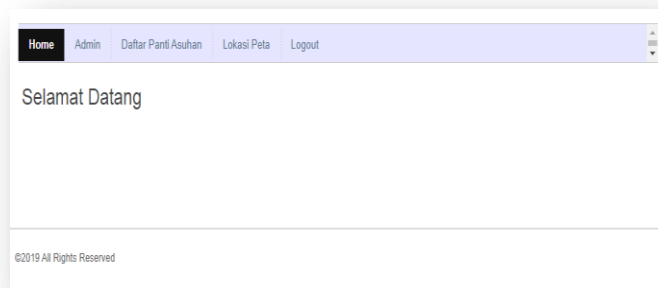 Home Admin Daftar Panti Asuhan Lokasi Peta Logout
Selamat Datang
©2019 All Rights Reserved